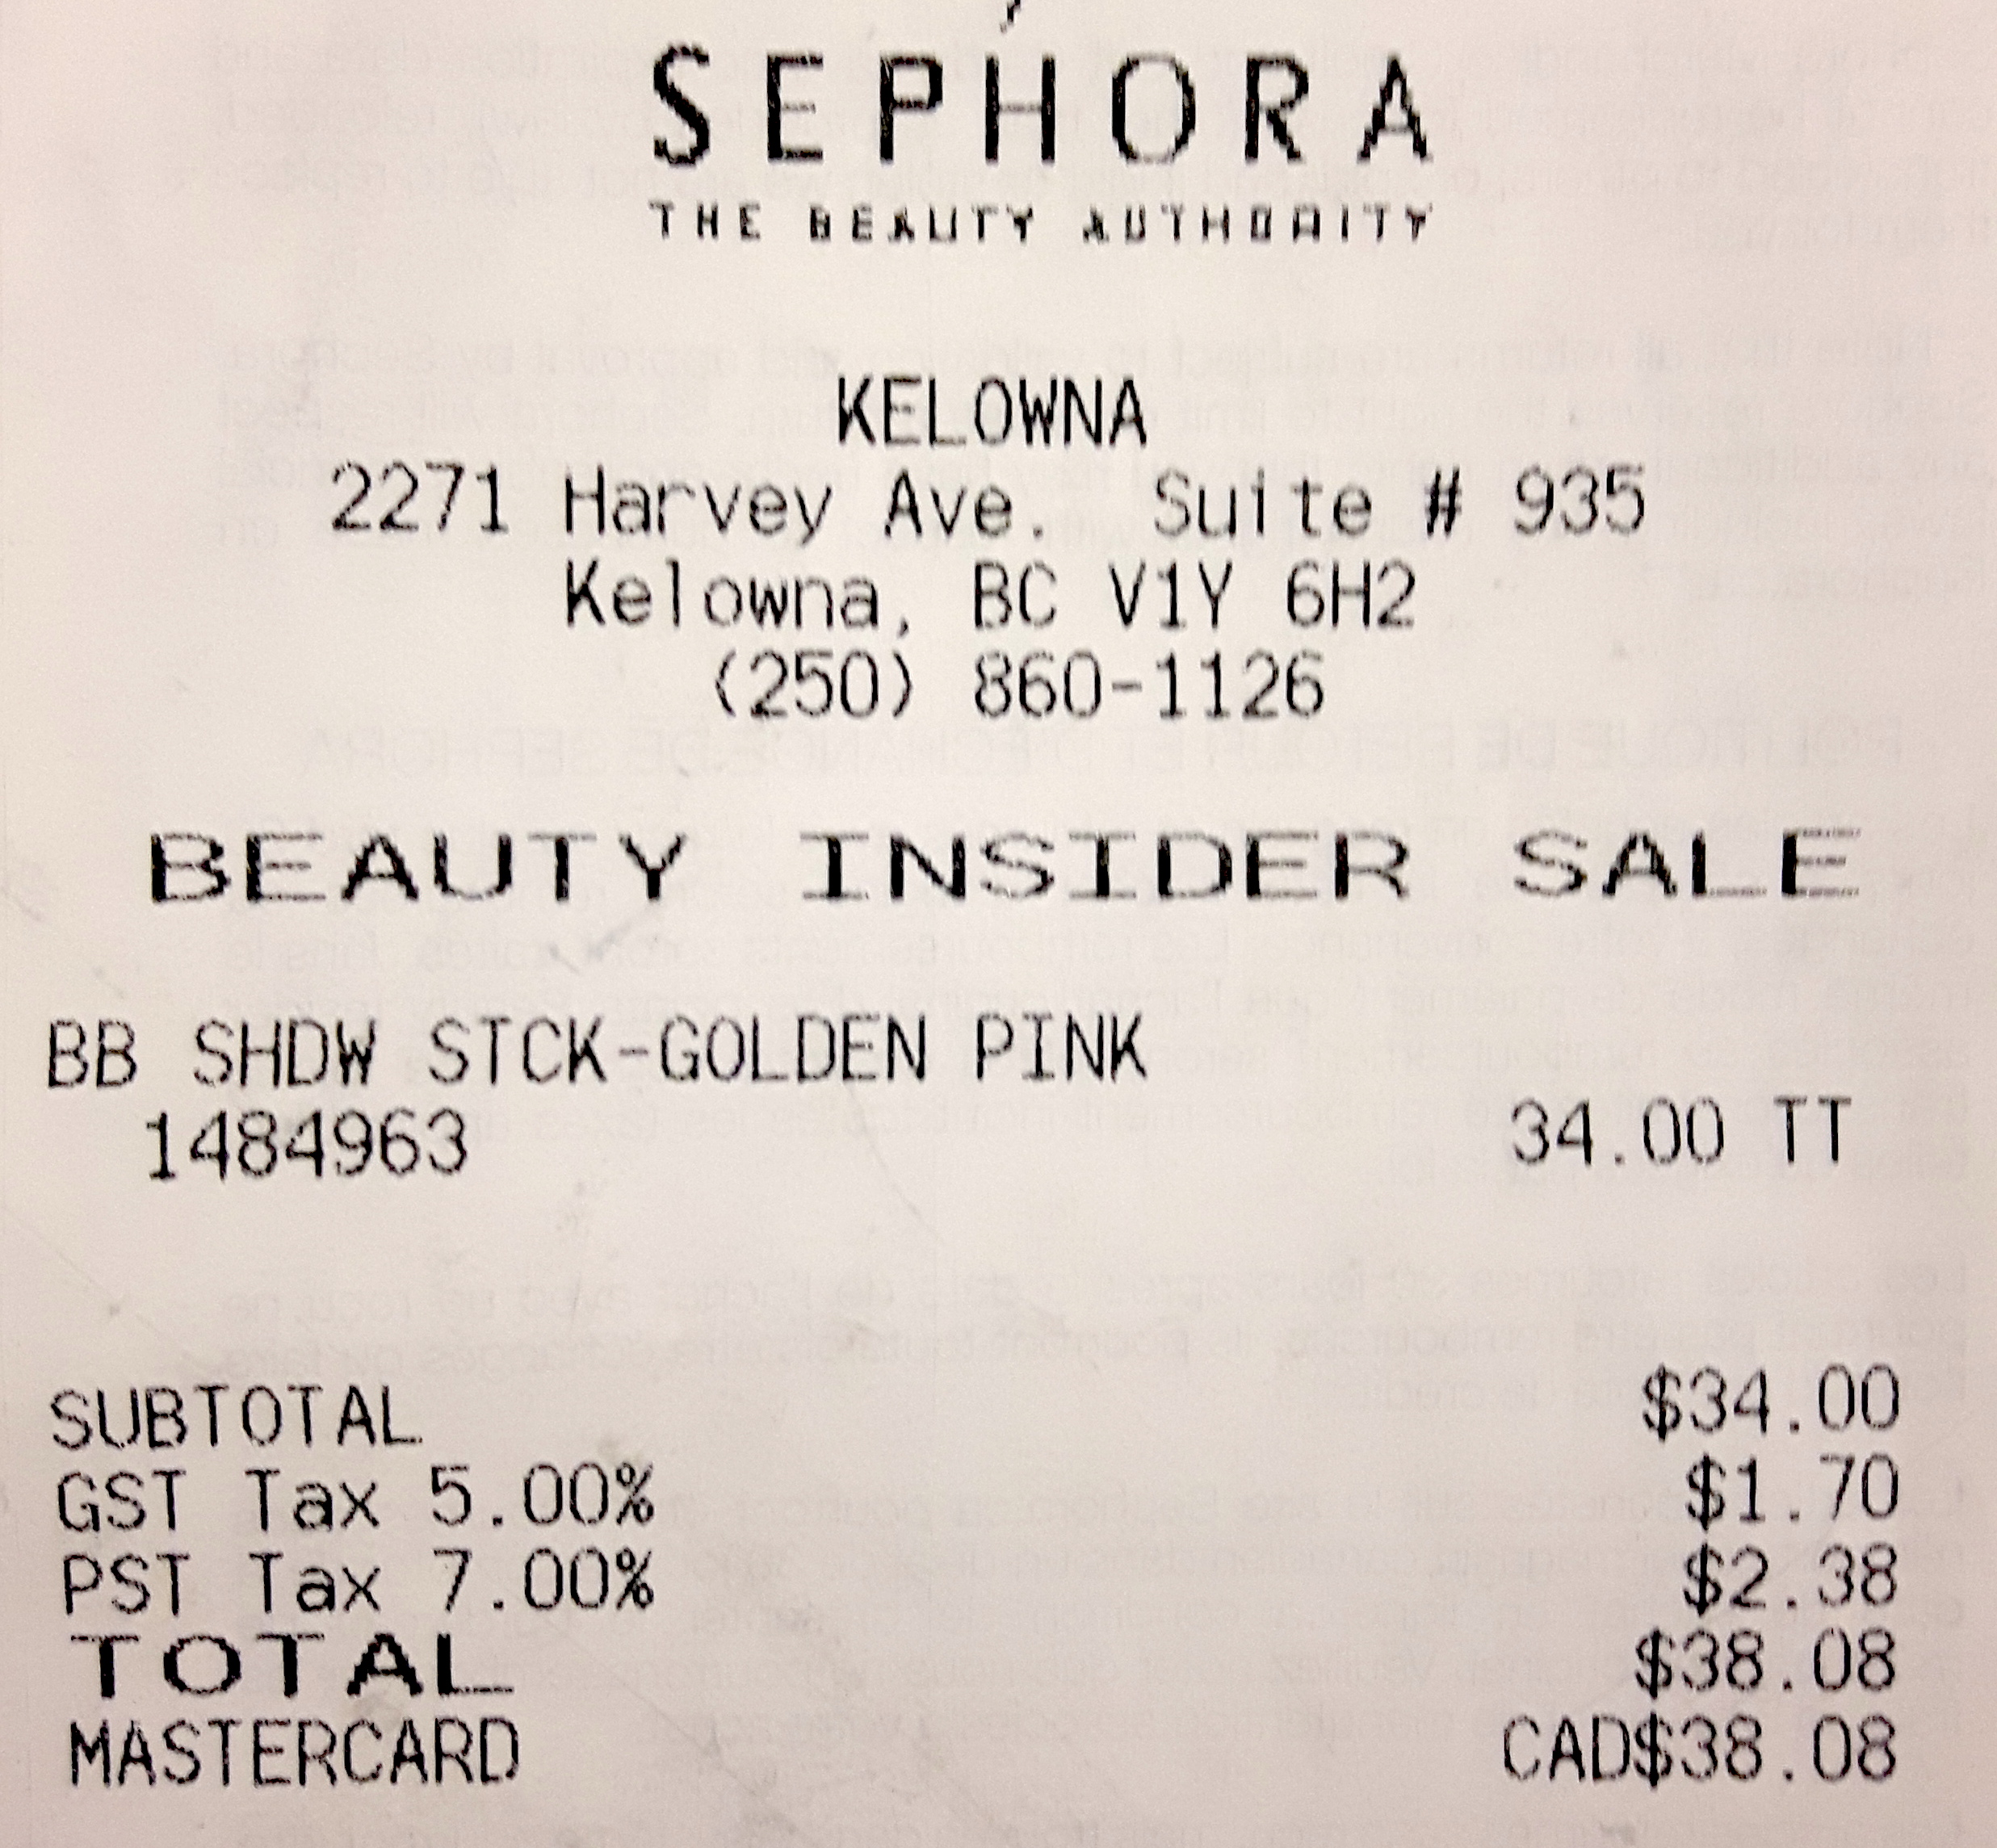 SEPHORA
THE BEAUTY AUTHORITY
KELOWNA
2271 Harvey Ave. Suite # 935
Kelowna, BC V1Y 6H2
(250) 860-1126
BEAUTY INSIDER SALE
BB SHDW STCK-GOLDEN PINK
1484963 34.00 TT
SUBTOTAL $34.00
GST Tax 5.00% $1.70
PST Tax 7.00% $2.38
TOTAL $38.08
MASTERCARD CAD$38.08